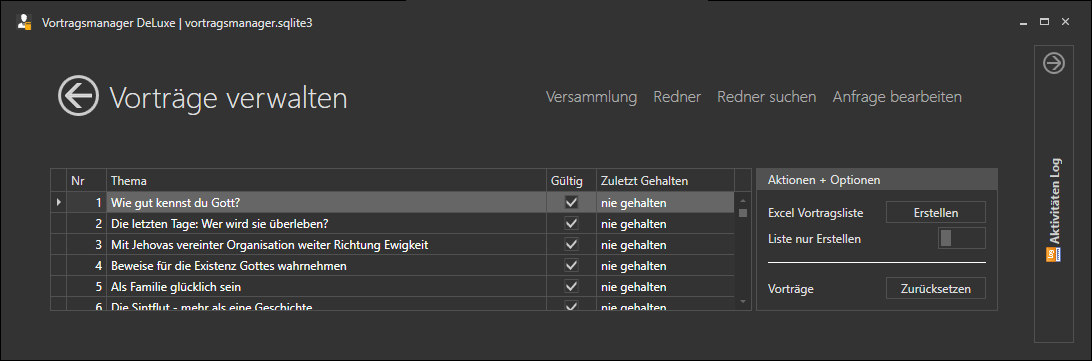 Vortragsmanager DeLuxe | vortragsmanager.sqlite3
Vorträge verwalten
Versammlung Redner Redner suchen Anfrage bearbeiten
Nr Thema Gültig Zuletzt Gehalten
1 Wie gut kennst du Gott? nie gehalten
2 Die letzten Tage: Wer wird sie überleben? nie gehalten
3 Mit Jehovas vereinter Organisation weiter Richtung Ewigkeit nie gehalten
4 Beweise für die Existenz Gottes wahrnehmen nie gehalten
5 Als Familie glücklich sein nie gehalten
6 Die Sintflut - mehr als eine Geschichte nie gehalten
Aktionen + Optionen
Excel Vortragsliste Erstellen
Liste nur Erstellen
Vorträge Zurücksetzen
Aktivitäten Log